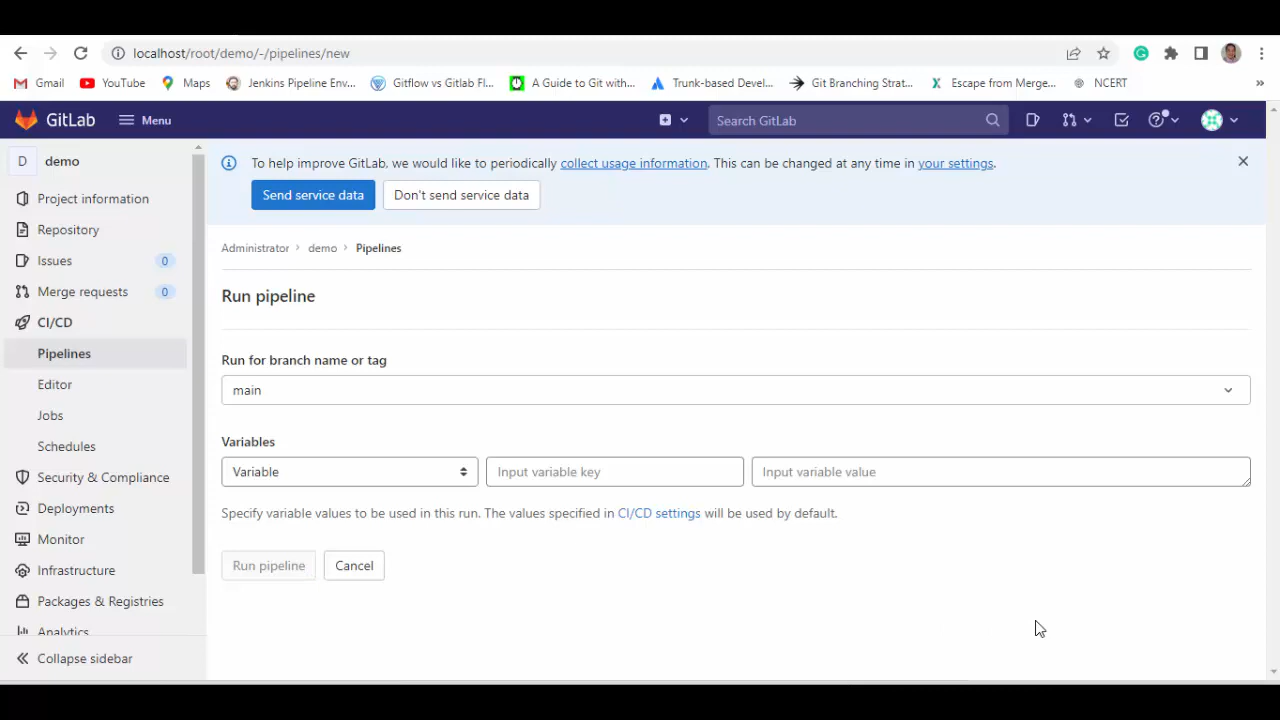 localhost/root/demo/-/pipelines/new
Gmail YouTube Maps Jenkins Pipeline Env... Gitflow vs Gitlab Fl... A Guide to Git with... Trunk-based Devel... Git Branching Strat... Escape from Merge... NCERT »
GitLab Menu Search GitLab
D demo
Project information
Repository
Issues 0
Merge requests 0
CI/CD
Pipelines
Editor
Jobs
Schedules
Security & Compliance
Deployments
Monitor
Infrastructure
Packages & Registries
Analytics
Collapse sidebar
To help improve GitLab, we would like to periodically collect usage information. This can be changed at any time in your settings.
Send service data Don't send service data
Administrator › demo › Pipelines
Run pipeline
Run for branch name or tag
main
Variables
Variable Input variable key Input variable value
Specify variable values to be used in this run. The values specified in CI/CD settings will be used by default.
Run pipeline Cancel